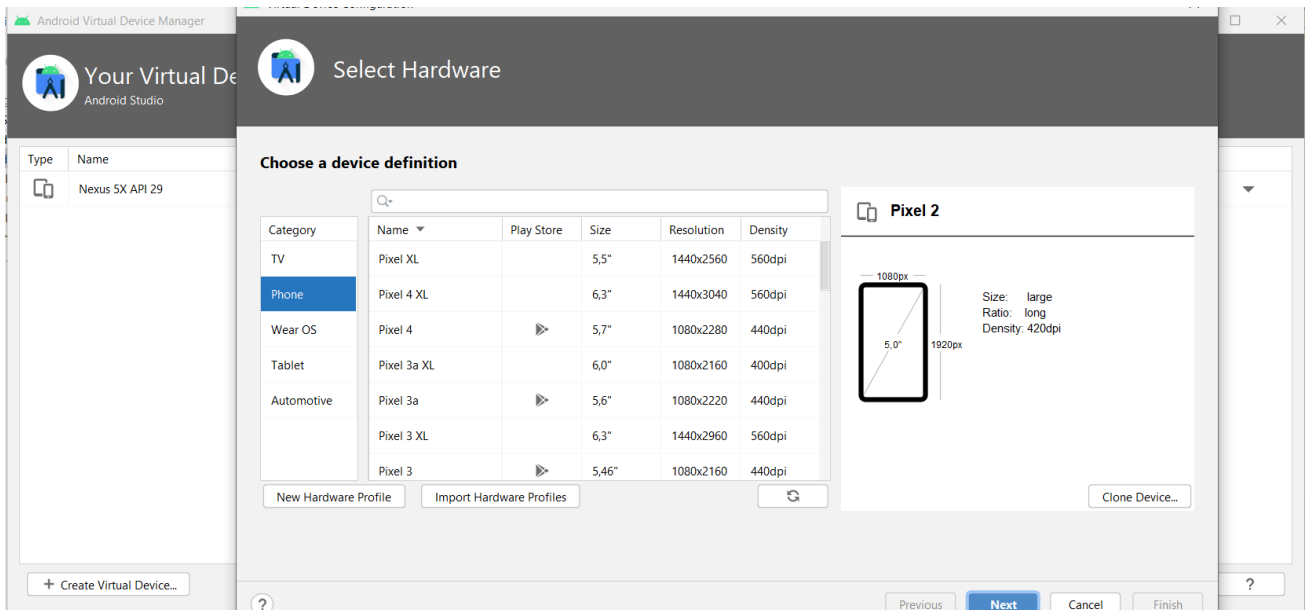 Android Virtual Device Manager
Your Virtual De
Android Studio
Type Name
Nexus 5X API 29
+ Create Virtual Device...
Select Hardware
Choose a device definition
Category
TV
Phone
Wear OS
Tablet
Automotive
Name Play Store Size Resolution Density
Pixel XL 5,5" 1440x2560 560dpi
Pixel 4 XL 6,3" 1440x3040 560dpi
Pixel 4 5,7" 1080x2280 440dpi
Pixel 3a XL 6,0" 1080x2160 400dpi
Pixel 3a 5,6" 1080x2220 440dpi
Pixel 3 XL 6,3" 1440x2960 560dpi
Pixel 3 5,46" 1080x2160 440dpi
New Hardware Profile Import Hardware Profiles
Pixel 2
1080px
5,0"
1920px
Size: large
Ratio: long
Density: 420dpi
Clone Device...
? Previous Next Cancel Finish
?